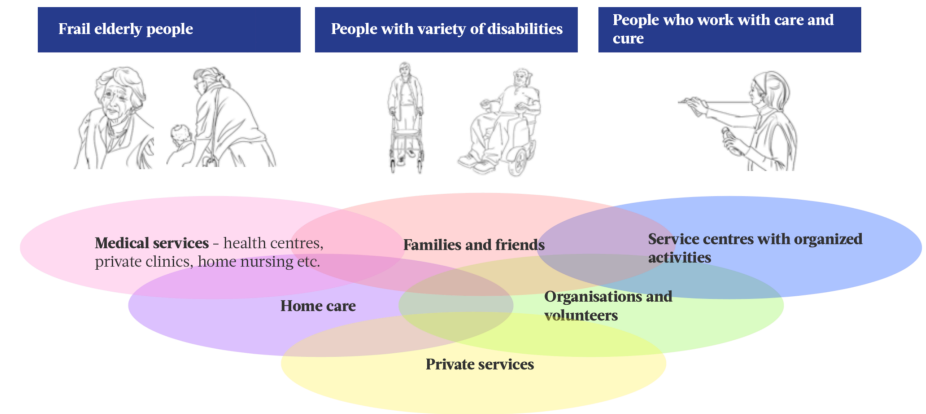 Frail elderly people
People with variety of disabilities
People who work with care and
cure
Medical services – health centres,
private clinics, home nursing etc.
Families and friends
Service centres with organized
activities
Home care
Organisations and
volunteers
Private services